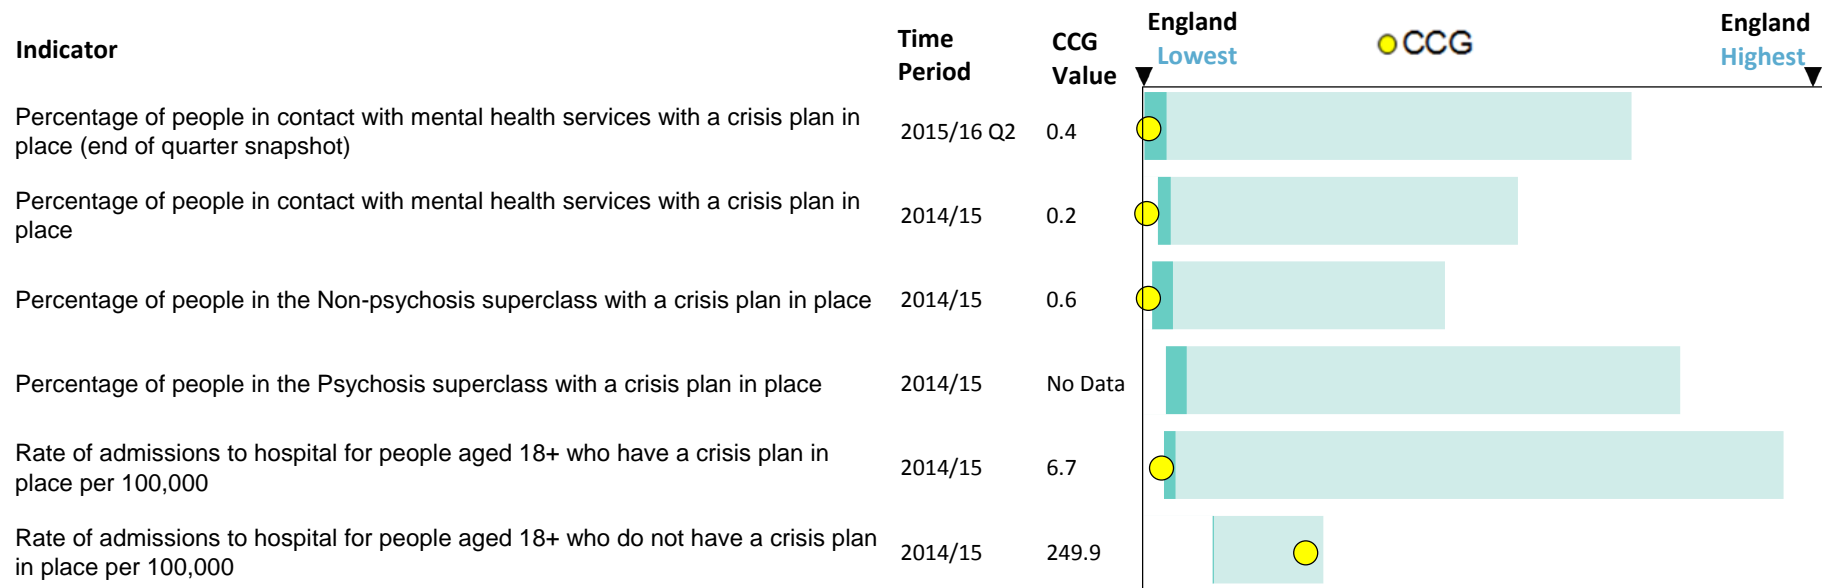 Indicator
Time
Period
CCG
Value
England
Lowest
CCG
England
Highest
Percentage of people in contact with mental health services with a crisis plan in
place (end of quarter snapshot)
2015/16 Q2
0.4
Percentage of people in contact with mental health services with a crisis plan in
place
2014/15
0.2
Percentage of people in the Non-psychosis superclass with a crisis plan in place
2014/15
0.6
Percentage of people in the Psychosis superclass with a crisis plan in place
2014/15
No Data
Rate of admissions to hospital for people aged 18+ who have a crisis plan in
place per 100,000
2014/15
6.7
Rate of admissions to hospital for people aged 18+ who do not have a crisis plan
in place per 100,000
2014/15
249.9